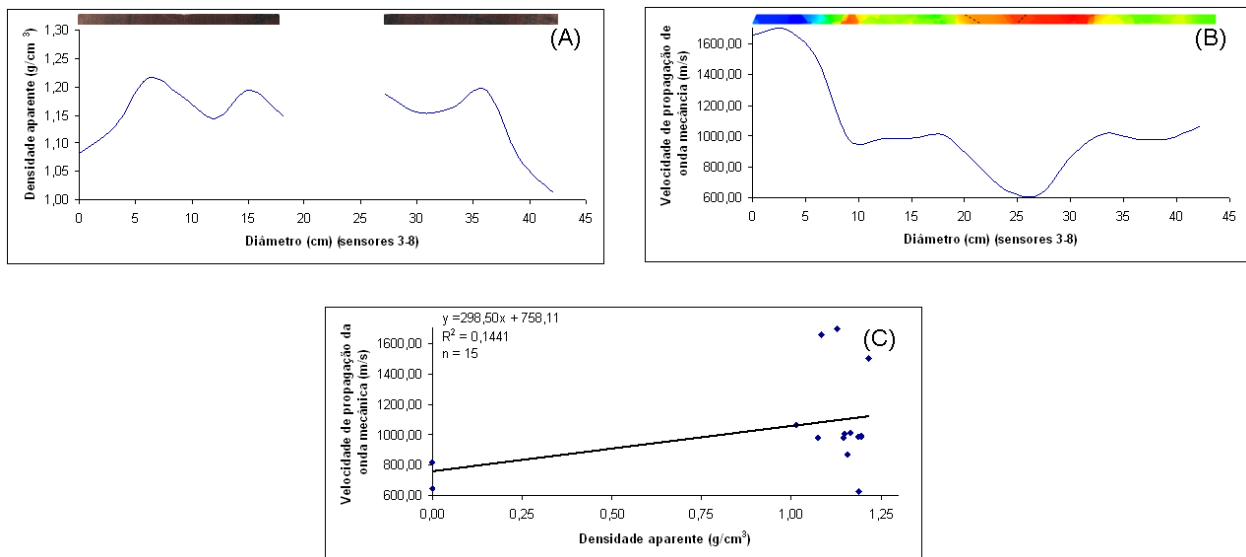 (A)
Densidade aparente (g/cm³)
1,30
1,25
1,20
1,15
1,10
1,05
1,00
0 5 10 15 20 25 30 35 40 45
Diâmetro (cm) (sensores 3-8)
(B)
Velocidade de propagação de
onda mecância (m/s)
1600,00
1400,00
1200,00
1000,00
800,00
600,00
0 5 10 15 20 25 30 35 40 45
Diâmetro (cm) (sensores 3-8)
y =298,50x + 758,11
R² = 0,1441
n = 15
(C)
Velocidade de propagação da
onda mecânica (m/s)
1600,00
1400,00
1200,00
1000,00
800,00
600,00
0,00 0,25 0,50 0,75 1,00 1,25
Densidade aparente (g/cm³)